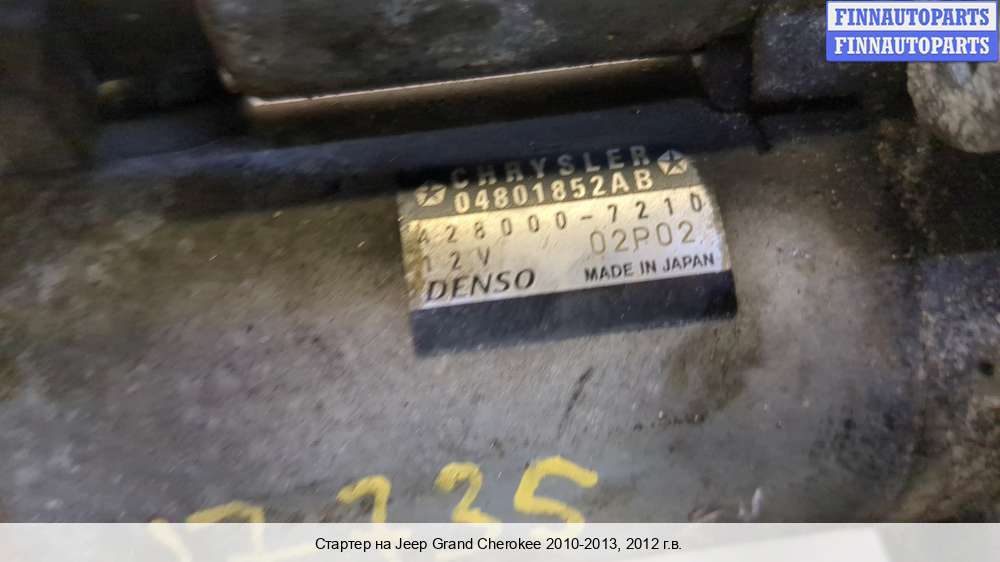 FINNAUTOPARTS
FINNAUTOPARTS
CHRYSLER
04801852AB
428000-7210
12V 02P02
DENSO MADE IN JAPAN
235
Стартер на Jeep Grand Cherokee 2010-2013, 2012 г.в.